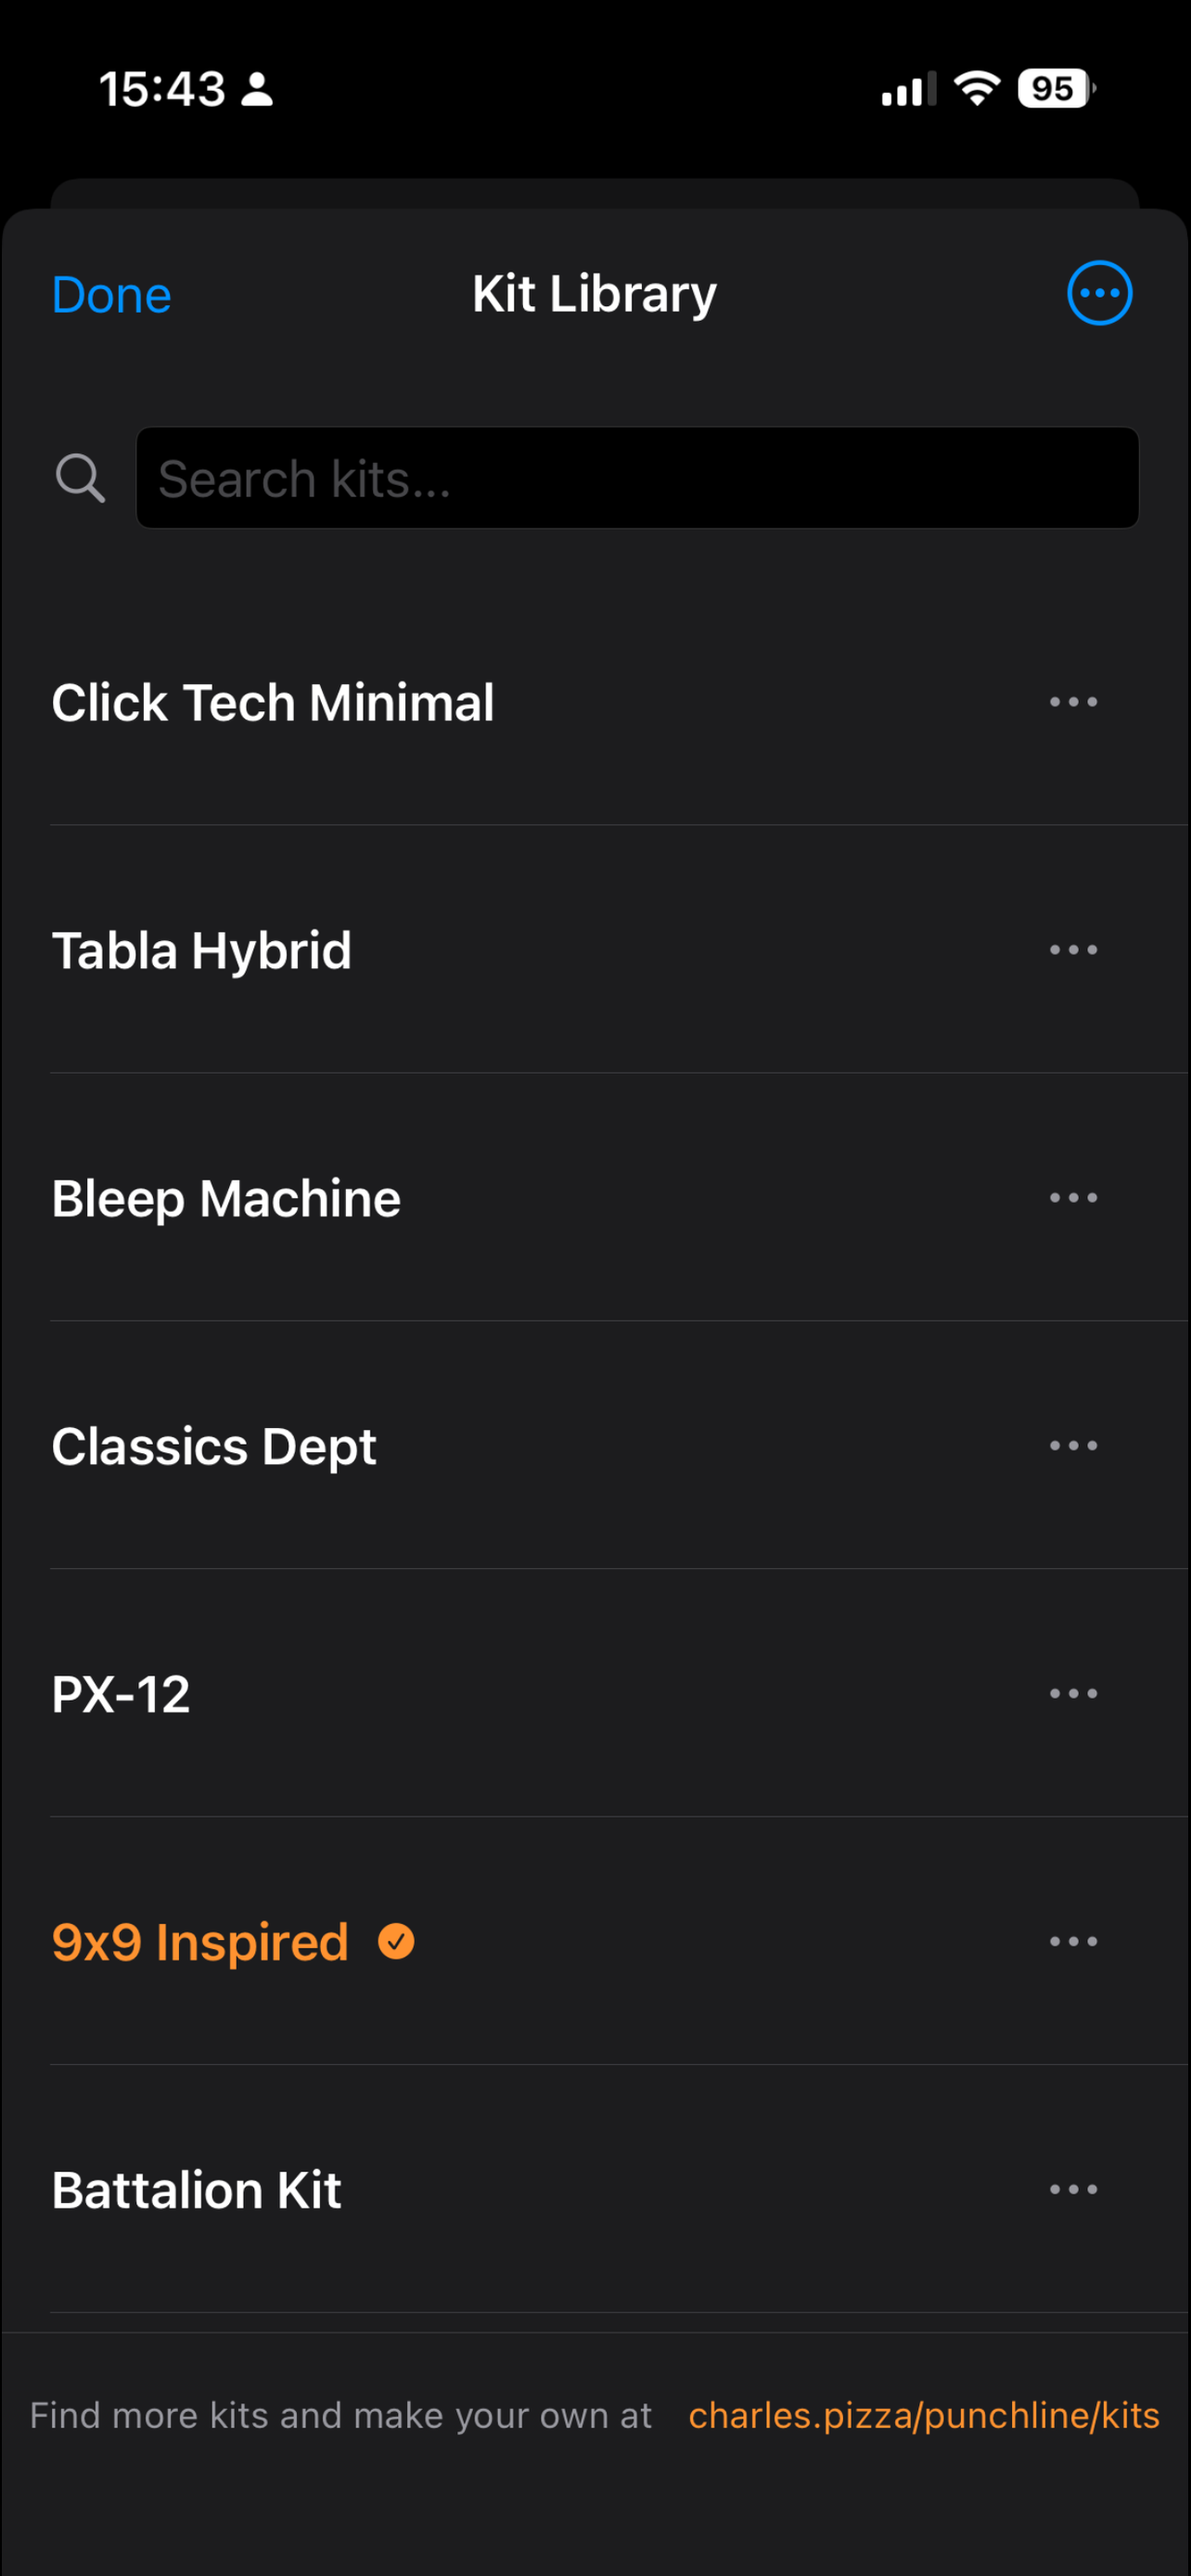 15:43
95
Done
Kit Library
Search kits...
Click Tech Minimal
Tabla Hybrid
Bleep Machine
Classics Dept
PX-12
9x9 Inspired
Battalion Kit
Find more kits and make your own at charles.pizza/punchline/kits